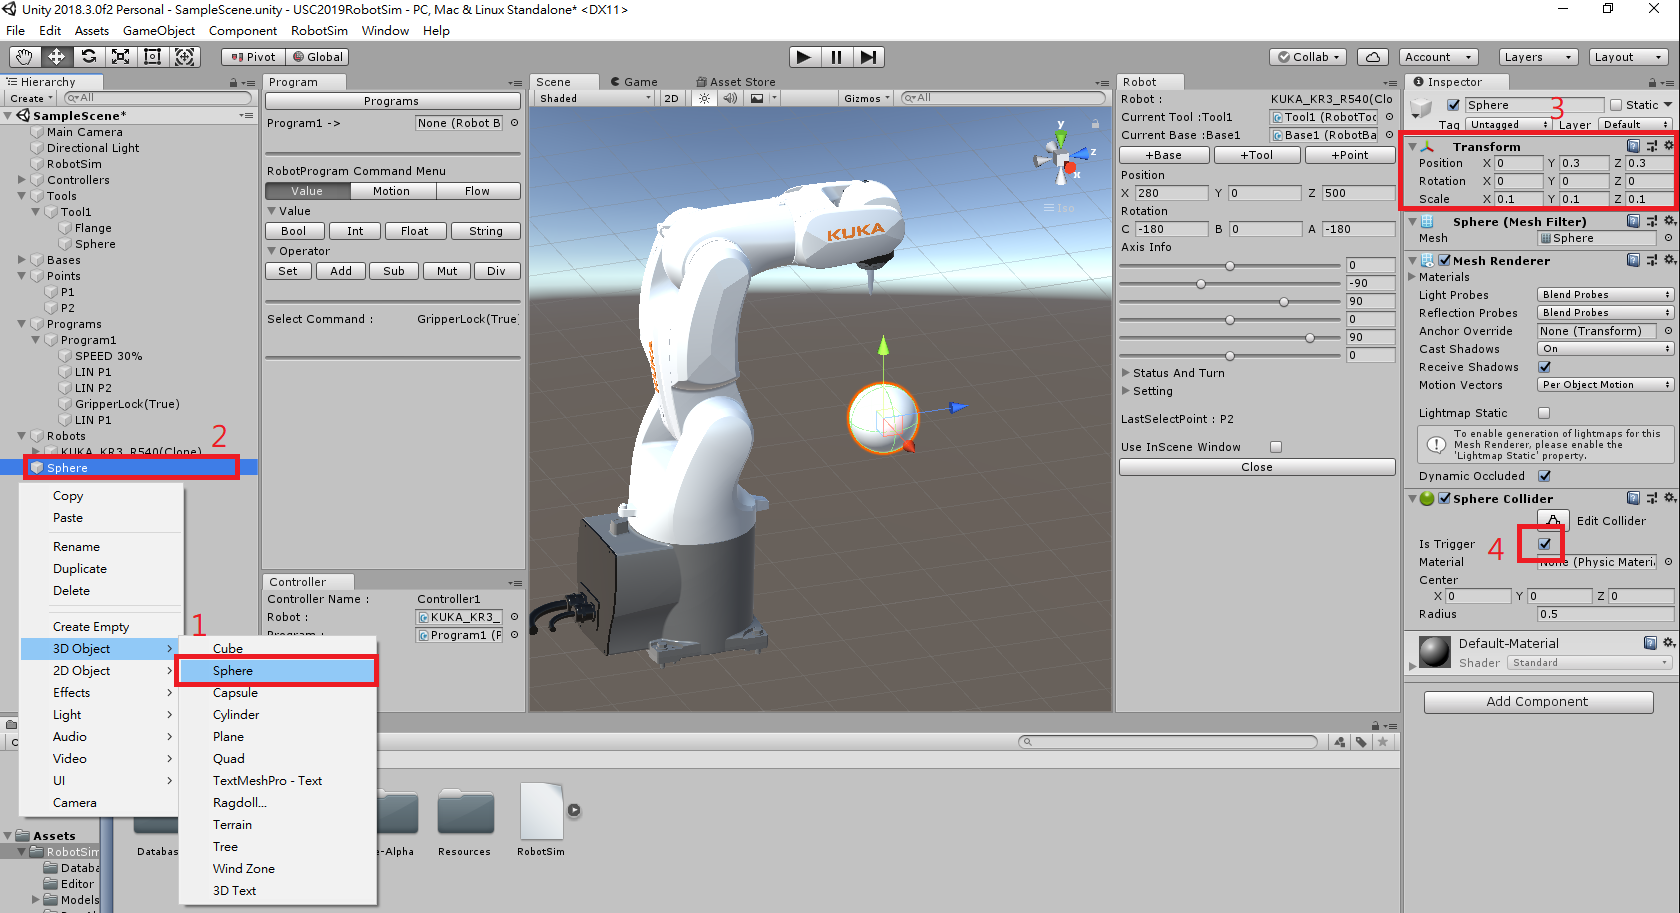 Unity 2018.3.0f2 Personal - SampleScene.unity - USC2019RobotSim - PC, Mac & Linux Standalone* <DX11>
File Edit Assets GameObject Component RobotSim Window Help
Pivot Global Collab Account Layers Layout
Hierarchy
Create All
SampleScene*
Main Camera
Directional Light
RobotSim
Controllers
Tools
Tool1
Flange
Sphere
Bases
Points
P1
P2
Programs
Program1
SPEED 30%
LIN P1
LIN P2
GripperLock(True)
LIN P1
Robots
KUKA_KR3_R540(Clone)
2
Sphere
Copy
Paste
Rename
Duplicate
Delete
Create Empty
1
3D Object
2D Object
Effects
Light
Audio
Video
UI
Camera
Cube
Sphere
Capsule
Cylinder
Plane
Quad
TextMeshPro - Text
Ragdoll...
Terrain
Tree
Wind Zone
3D Text
Program
Programs
Program1 -> None (Robot B
RobotProgram Command Menu
Value Motion Flow
Value
Bool Int Float String
Operator
Set Add Sub Mut Div
Select Command : GripperLock(True)
Controller
Controller Name : Controller1
Robot : KUKA_KR3_
Program : Program1 (P
Scene Game Asset Store
Shaded 2D Gizmos All
y
z
x
Iso
KUKA
Robot
Robot : KUKA_KR3_R540(Clo
Current Tool :Tool1 Tool1 (RobotToo
Current Base :Base1 Base1 (RobotBa
+Base +Tool +Point
Position
X 280 Y 0 Z 500
Rotation
C -180 B 0 A -180
Axis Info
0
-90
90
0
90
0
Status And Turn
Setting
LastSelectPoint : P2
Use InScene Window
Close
Inspector
Sphere 3 Static
Tag Untagged Layer Default
Transform
Position X 0 Y 0.3 Z 0.3
Rotation X 0 Y 0 Z 0
Scale X 0.1 Y 0.1 Z 0.1
Sphere (Mesh Filter)
Mesh Sphere
Mesh Renderer
Materials
Light Probes Blend Probes
Reflection Probes Blend Probes
Anchor Override None (Transform)
Cast Shadows On
Receive Shadows
Motion Vectors Per Object Motion
Lightmap Static
To enable generation of lightmaps for this
Mesh Renderer, please enable the
'Lightmap Static' property.
Dynamic Occluded
Sphere Collider
Edit Collider
Is Trigger 4
Material None (Physic Materi
Center
X 0 Y 0 Z 0
Radius 0.5
Default-Material
Shader Standard
Add Component
Assets
RobotSim
Databa
Editor
Models
Databas
e-Alpha
Resources
RobotSim